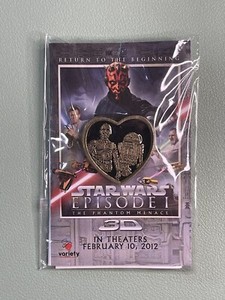 RETURN TO THE BEGINNING
STAR WARS
EPISODE I
THE PHANTOM MENACE
3D
IN THEATERS
FEBRUARY 10, 2012
variety